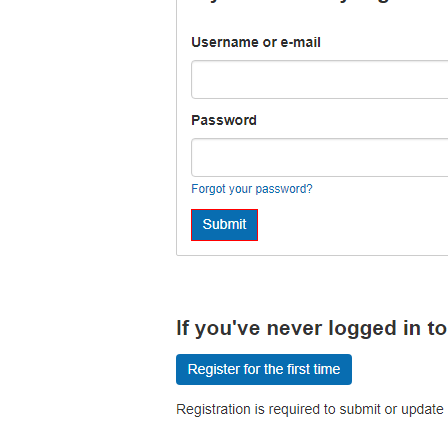 Username or e-mail
Password
Forgot your password?
Submit
If you've never logged in to
Register for the first time
Registration is required to submit or update